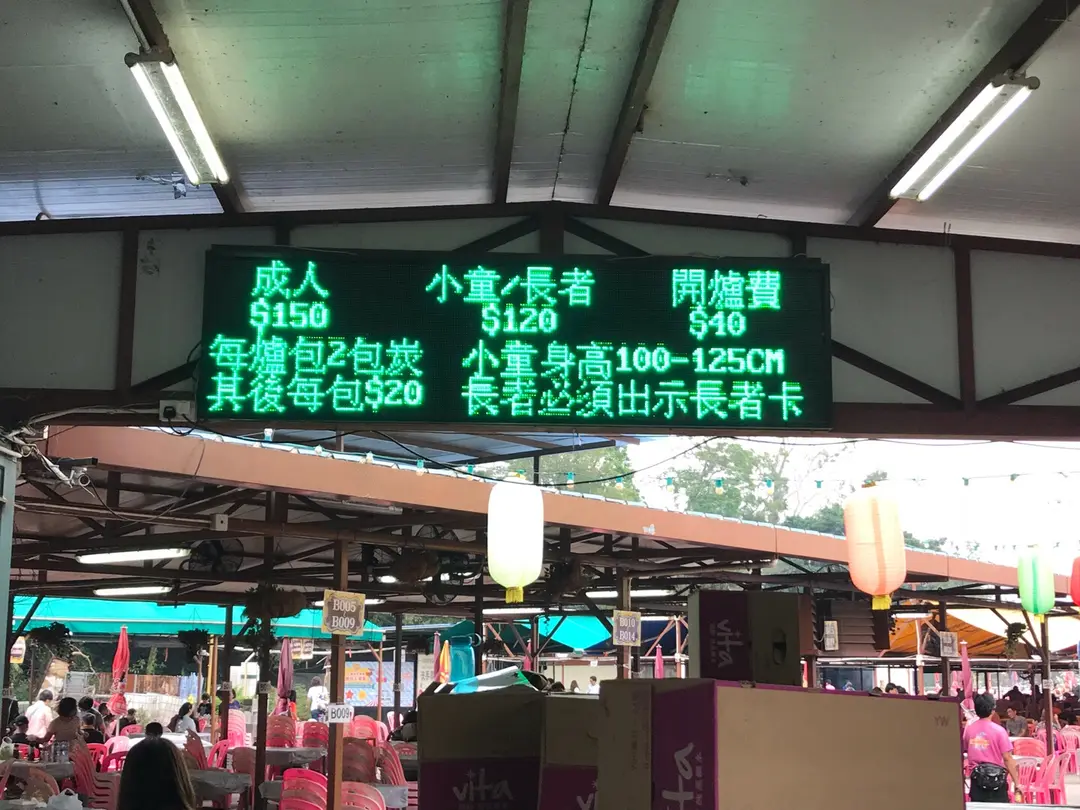 成人 小童/長者 開爐費
$150 $120 $40
每爐包2包炭 小童身高100-125CM
其後每包$20 長者必須出示長者卡
B005
B009
B010
B014
B009
vita
vita
vita
YW